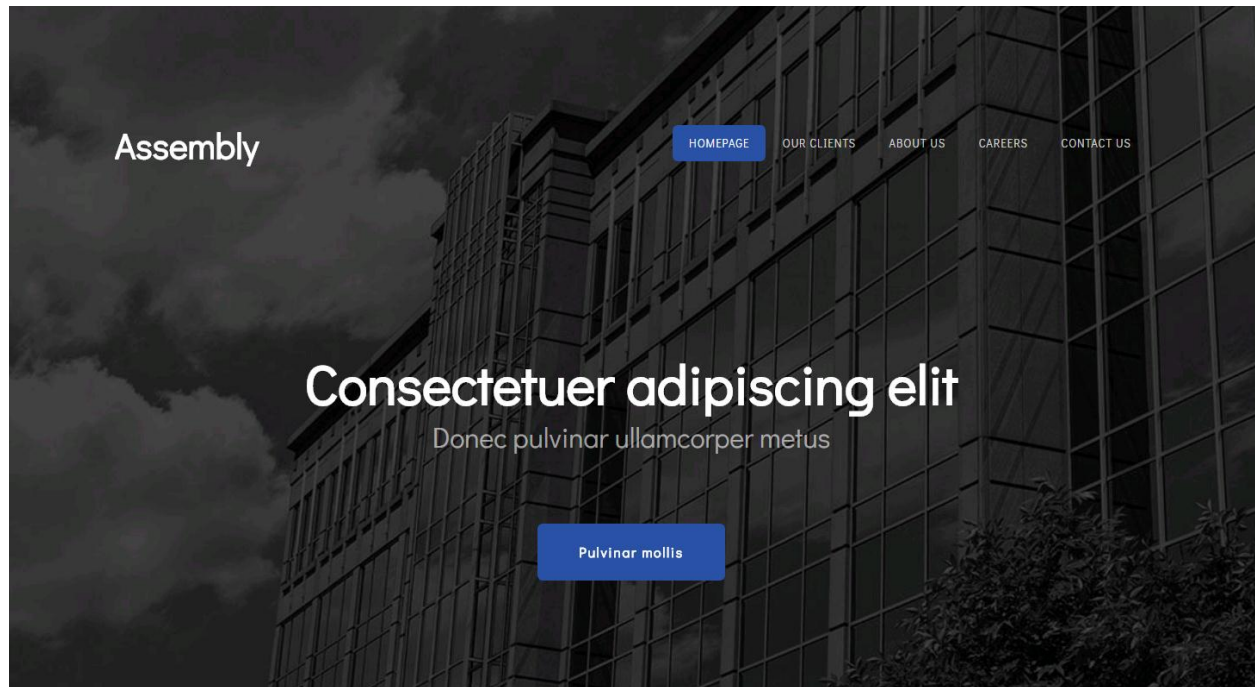 Assembly
HOMEPAGE OUR CLIENTS ABOUT US CAREERS CONTACT US
Consectetuer adipiscing elit
Donec pulvinar ullamcorper metus
Pulvinar mollis